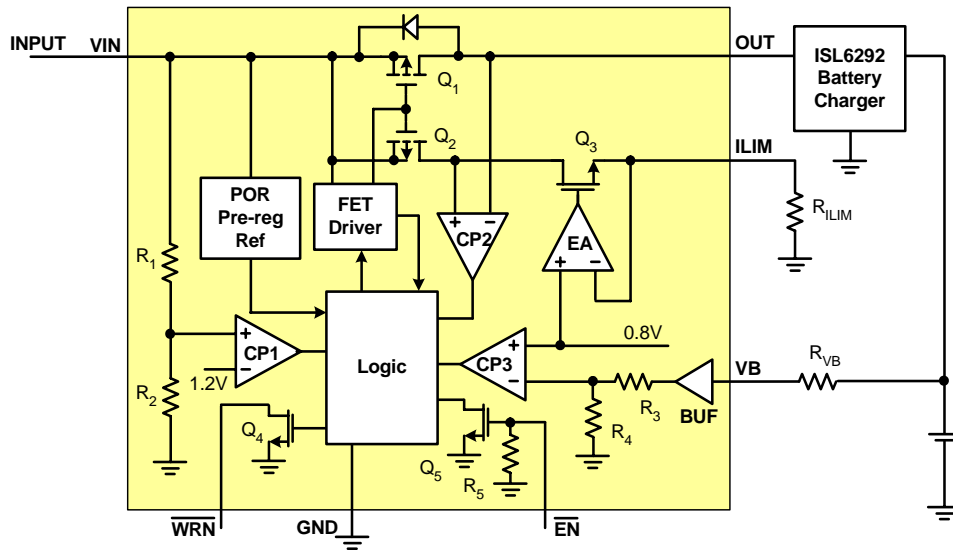 INPUT
VIN
OUT
ISL6292
Battery
Charger
Q1
Q2
Q3
ILIM
RILIM
POR
Pre-reg
Ref
FET
Driver
+
−
CP2
EA
+
−
R1
R2
+
CP1
−
1.2V
Logic
CP3
+
−
0.8V
VB
RVB
BUF
R3
R4
Q4
Q5
R5
WRN
GND
EN